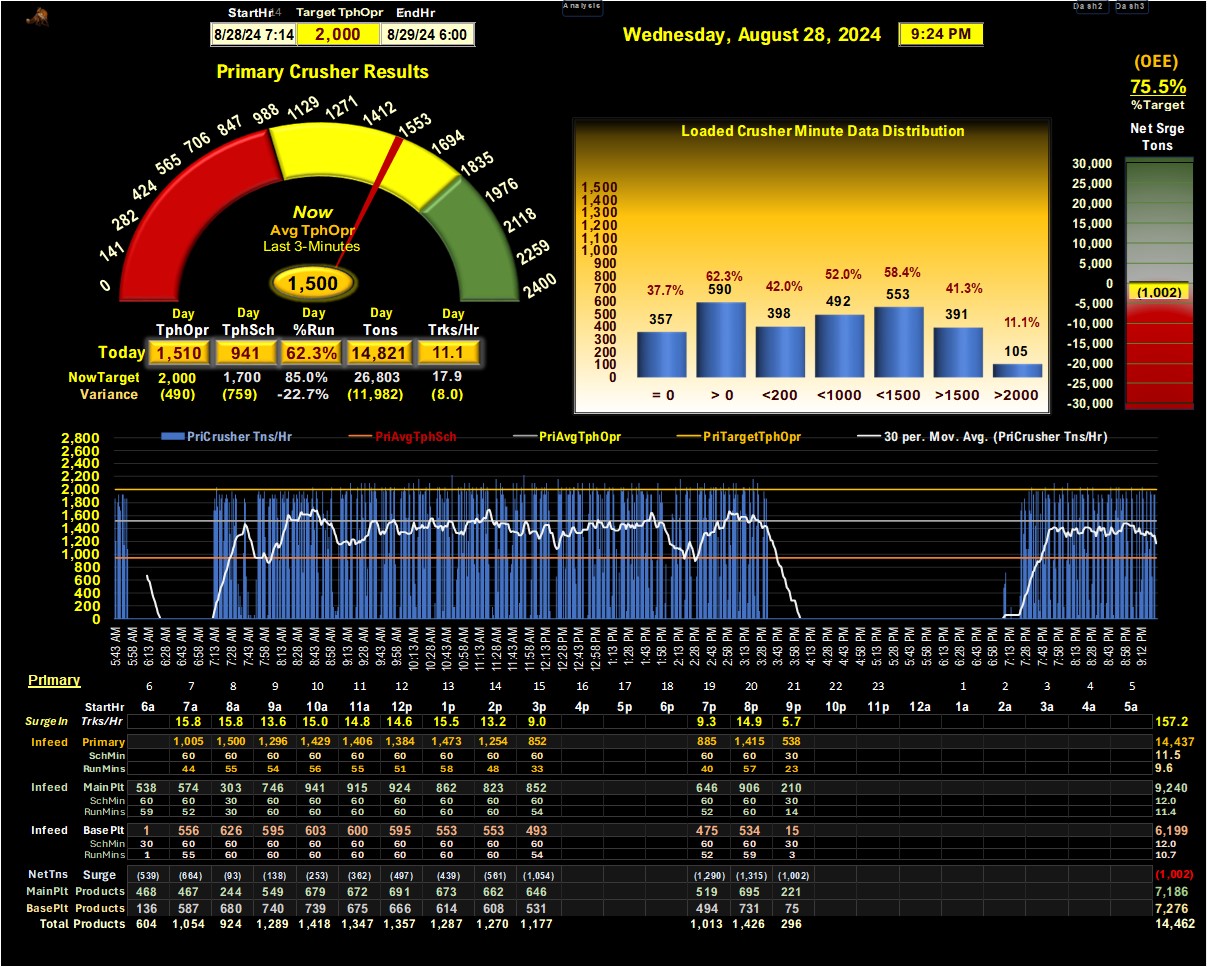 Analysis
Dash2 Dash3
StartHr 14 Target TphOpr EndHr
8/28/24 7:14 2,000 8/29/24 6:00
Wednesday, August 28, 2024 9:24 PM
Primary Crusher Results
(OEE)
75.5%
%Target
Net Srge
Tons
0 141 282 424 565 706 847 988 1129 1271 1412 1553 1694 1835 1976 2118 2259 2400
Now
Avg TphOpr
Last 3-Minutes
1,500
Day Day Day Day Day
TphOpr TphSch %Run Tons Trks/Hr
Today 1,510 941 62.3% 14,821 11.1
NowTarget 2,000 1,700 85.0% 26,803 17.9
Variance (490) (759) -22.7% (11,982) (8.0)
Loaded Crusher Minute Data Distribution
1,500
1,400
1,300
1,200
1,100
1,000
900
800
700
600
500
400
300
200
100
0
37.7% 62.3% 42.0% 52.0% 58.4% 41.3% 11.1%
357 590 398 492 553 391 105
= 0 > 0 <200 <1000 <1500 >1500 >2000
30,000
25,000
20,000
15,000
10,000
5,000
0
(1,002)
-5,000
-10,000
-15,000
-20,000
-25,000
-30,000
PriCrusher Tns/Hr PriAvgTphSch PriAvgTphOpr PriTargetTphOpr 30 per. Mov. Avg. (PriCrusher Tns/Hr)
2,800
2,600
2,400
2,200
2,000
1,800
1,600
1,400
1,200
1,000
800
600
400
200
0
5:43 AM 5:58 AM 6:13 AM 6:28 AM 6:43 AM 6:58 AM 7:13 AM 7:28 AM 7:43 AM 7:58 AM 8:13 AM 8:28 AM 8:43 AM 8:58 AM 9:13 AM 9:28 AM 9:43 AM 9:58 AM 10:13 AM 10:28 AM 10:43 AM 10:58 AM 11:13 AM 11:28 AM 11:43 AM 11:58 AM 12:13 PM 12:28 PM 12:43 PM 12:58 PM 1:13 PM 1:28 PM 1:43 PM 1:58 PM 2:13 PM 2:28 PM 2:43 PM 2:58 PM 3:13 PM 3:28 PM 3:43 PM 3:58 PM 4:13 PM 4:28 PM 4:43 PM 4:58 PM 5:13 PM 5:28 PM 5:43 PM 5:58 PM 6:13 PM 6:28 PM 6:43 PM 6:58 PM 7:13 PM 7:28 PM 7:43 PM 7:58 PM 8:13 PM 8:28 PM 8:43 PM 8:58 PM 9:12 PM
Primary
6 7 8 9 10 11 12 13 14 15 16 17 18 19 20 21 22 23 1 2 3 4 5
StartHr 6a 7a 8a 9a 10a 11a 12p 1p 2p 3p 4p 5p 6p 7p 8p 9p 10p 11p 12a 1a 2a 3a 4a 5a
SurgeIn Trks/Hr 15.8 15.8 13.6 15.0 14.8 14.6 15.5 13.2 9.0 9.3 14.9 5.7 157.2
Infeed Primary 1,005 1,500 1,296 1,429 1,406 1,384 1,473 1,254 852 885 1,415 538 14,437
SchMin 60 60 60 60 60 60 60 60 60 60 60 30 11.5
RunMins 44 55 54 56 55 51 58 48 33 40 57 23 9.6
Infeed MainPlt 538 574 303 746 941 915 924 862 823 852 646 906 210 9,240
SchMin 60 60 30 60 60 60 60 60 60 60 60 60 30 12.0
RunMins 59 52 30 60 60 60 60 60 60 54 52 60 14 11.4
Infeed BasePlt 1 556 626 595 603 600 595 553 553 493 475 534 15 6,199
SchMin 30 60 60 60 60 60 60 60 60 60 60 60 30 12.0
RunMins 1 55 60 60 60 60 60 60 60 54 52 59 3 10.7
NetTns Surge (539) (664) (93) (138) (253) (362) (497) (439) (561) (1,054) (1,290) (1,315) (1,002) (1,002)
MainPlt Products 468 467 244 549 679 672 691 673 662 646 519 695 221 7,186
BasePlt Products 136 587 680 740 739 675 666 614 608 531 494 731 75 7,276
Total Products 604 1,054 924 1,289 1,418 1,347 1,357 1,287 1,270 1,177 1,013 1,426 296 14,462